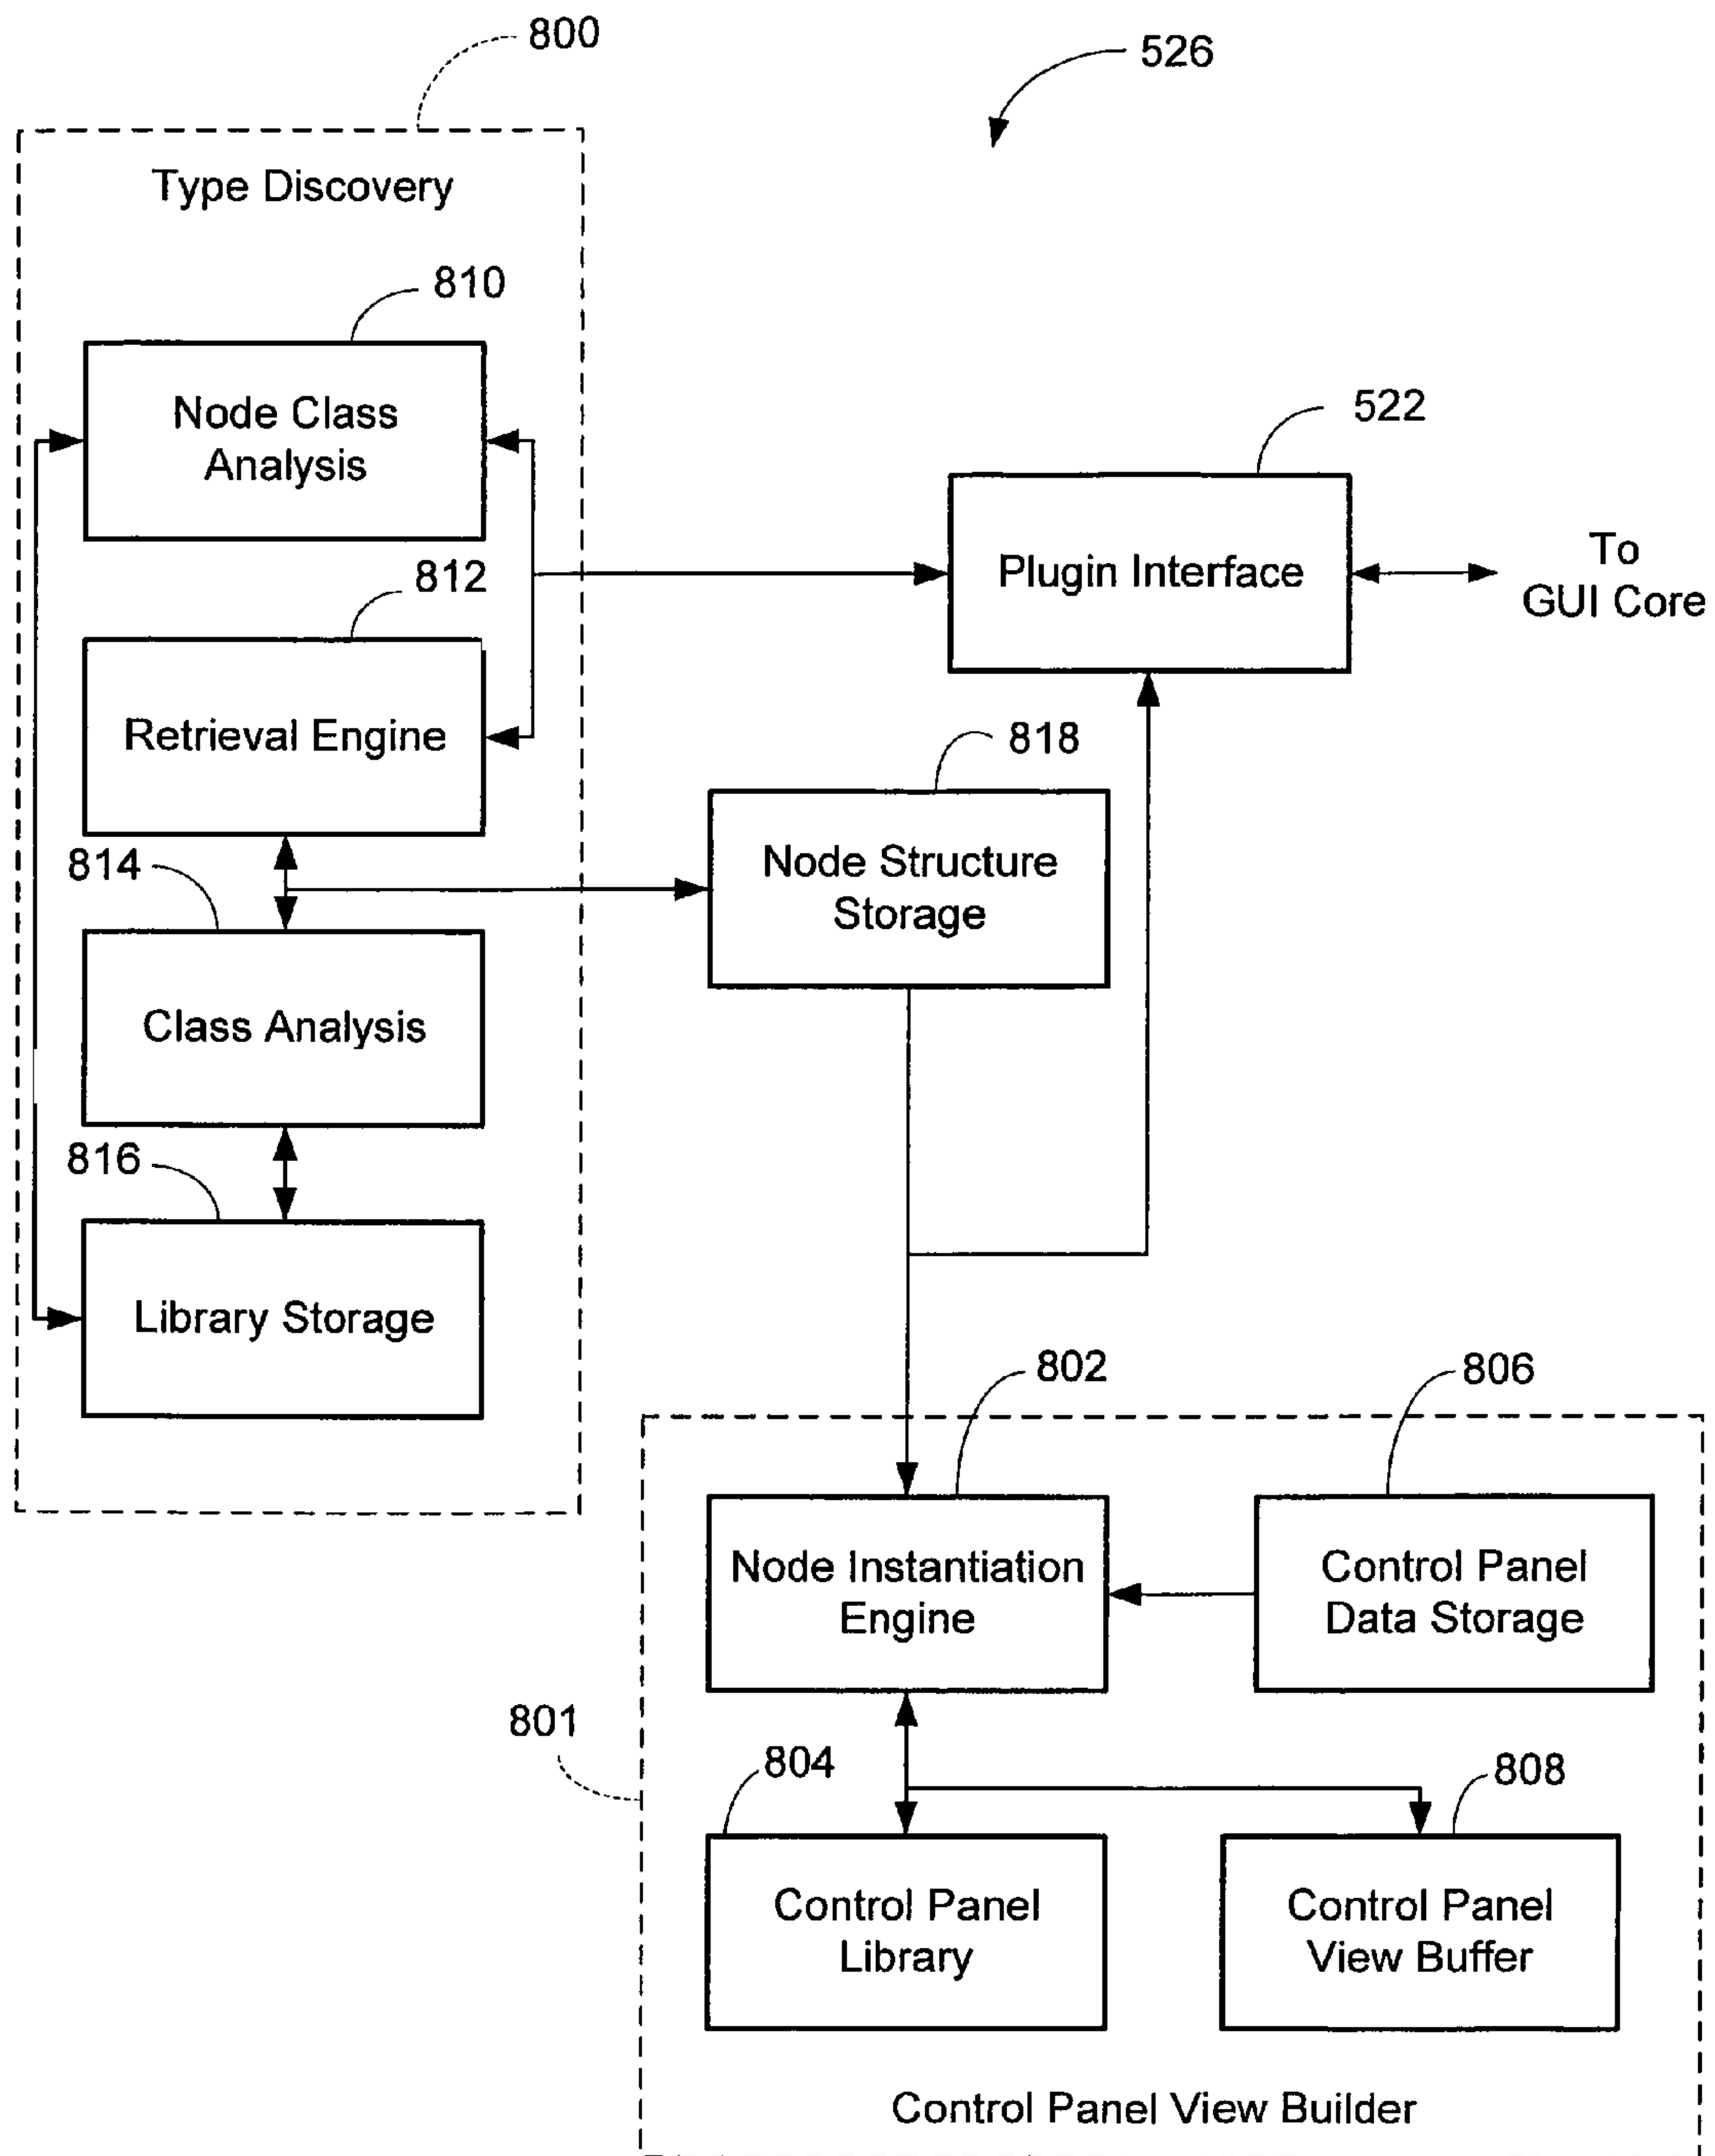 800
526
Type Discovery
810
Node Class
Analysis
522
812
Plugin Interface
To
GUI Core
Retrieval Engine
818
814
Node Structure
Storage
Class Analysis
816
Library Storage
802
806
Node Instantiation
Engine
Control Panel
Data Storage
801
804
808
Control Panel
Library
Control Panel
View Buffer
Control Panel View Builder